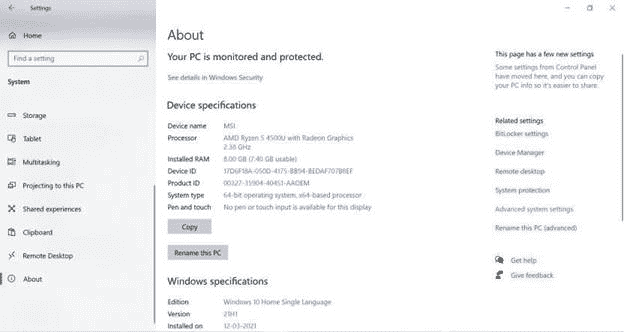 Settings
Home
Find a setting
System
Storage
Tablet
Multitasking
Projecting to this PC
Shared experiences
Clipboard
Remote Desktop
About
About
Your PC is monitored and protected.
See details in Windows Security
Device specifications
Device name MSI
Processor AMD Ryzen 5 4500U with Radeon Graphics
2.38 GHz
Installed RAM 8.00 GB (7.40 GB usable)
Device ID
Product ID 00327-35904-40451-AAOEM
System type 64-bit operating system, x64-based processor
Pen and touch No pen or touch input is available for this display
Copy
Rename this PC
Windows specifications
Edition Windows 10 Home Single Language
Version 21H1
Installed on 12-03-2021
This page has a few new settings
Some settings from Control Panel
have moved here, and you can copy
your PC info so it's easier to share.
Related settings
BitLocker settings
Device Manager
Remote desktop
System protection
Advanced system settings
Rename this PC (advanced)
Get help
Give feedback